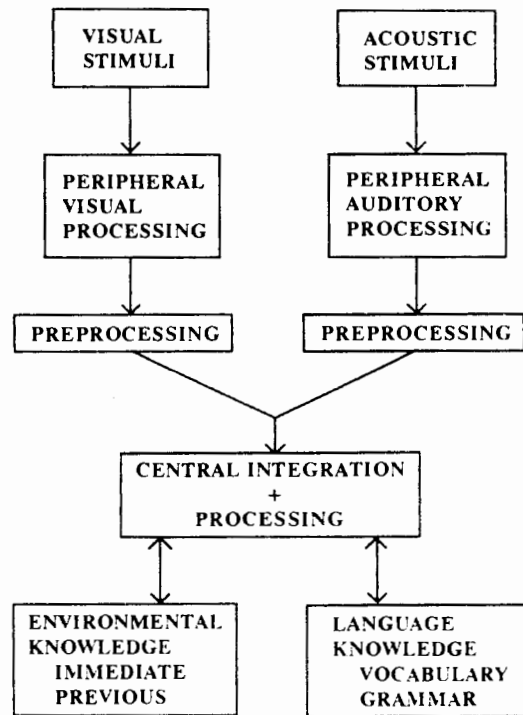 VISUAL
STIMULI
ACOUSTIC
STIMULI
PERIPHERAL
VISUAL
PROCESSING
PERIPHERAL
AUDITORY
PROCESSING
PREPROCESSING
PREPROCESSING
CENTRAL INTEGRATION
+
PROCESSING
ENVIRONMENTAL
KNOWLEDGE
IMMEDIATE
PREVIOUS
LANGUAGE
KNOWLEDGE
VOCABULARY
GRAMMAR